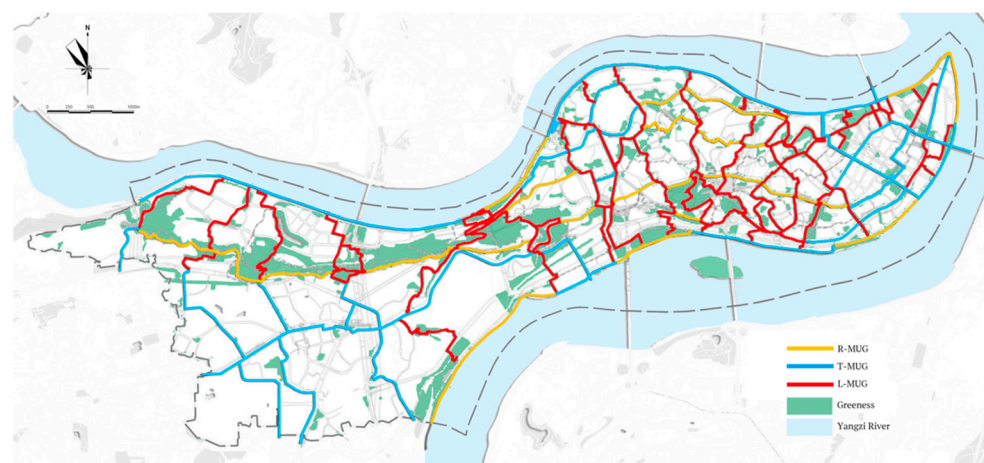 N
0 250 500 1000m
R-MUG
T-MUG
L-MUG
Greeness
Yangzi River